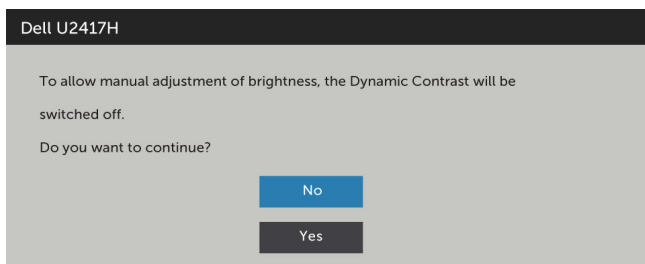 Dell U2417H
To allow manual adjustment of brightness, the Dynamic Contrast will be
switched off.
Do you want to continue?
No
Yes